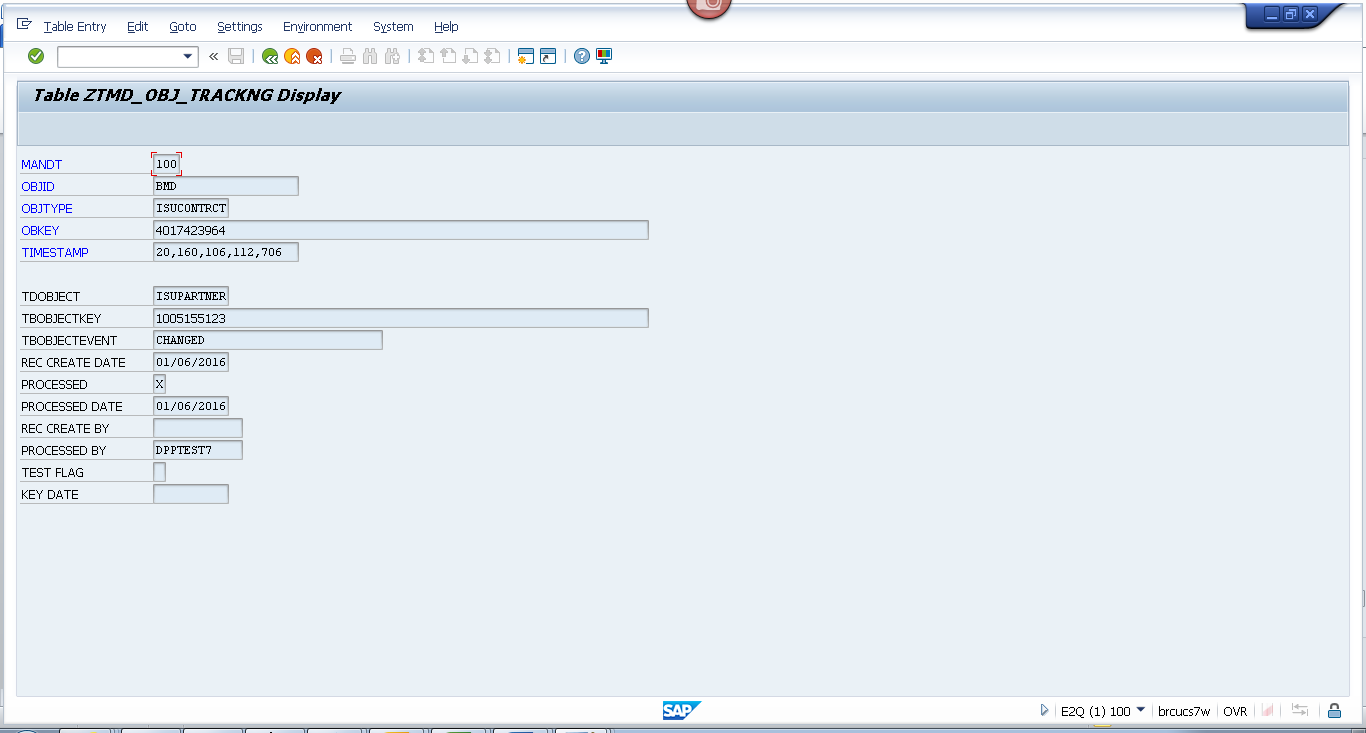 Table Entry Edit Goto Settings Environment System Help
Table ZTMD_OBJ_TRACKNG Display
MANDT 100
OBJID BMD
OBJTYPE ISUCONTRCT
OBKEY 4017423964
TIMESTAMP 20,160,106,112,706
TDOBJECT ISUPARTNER
TBOBJECTKEY 1005155123
TBOBJECTEVENT CHANGED
REC CREATE DATE 01/06/2016
PROCESSED X
PROCESSED DATE 01/06/2016
REC CREATE BY
PROCESSED BY DPPTEST7
TEST FLAG
KEY DATE
SAP E2Q (1) 100 brcucs7w OVR